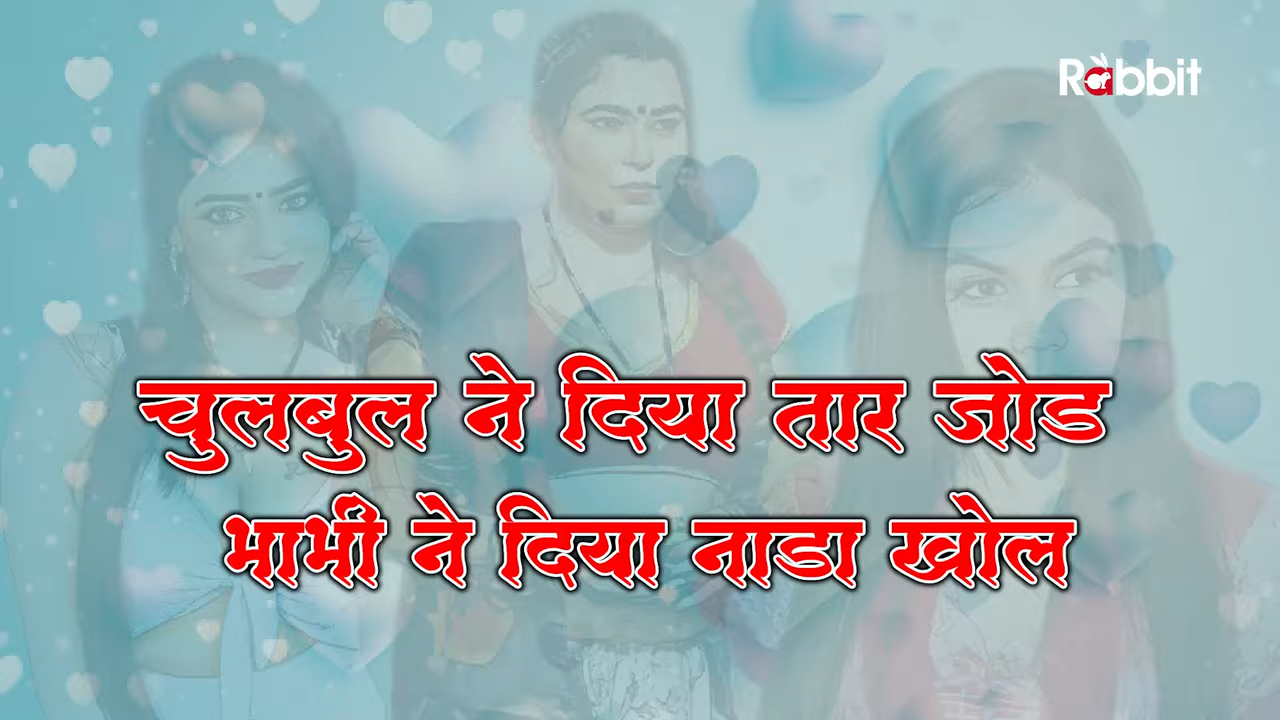 Rabbit
चुलबुल ने दिया तार जोड
भाभी ने दिया नाडा खोल